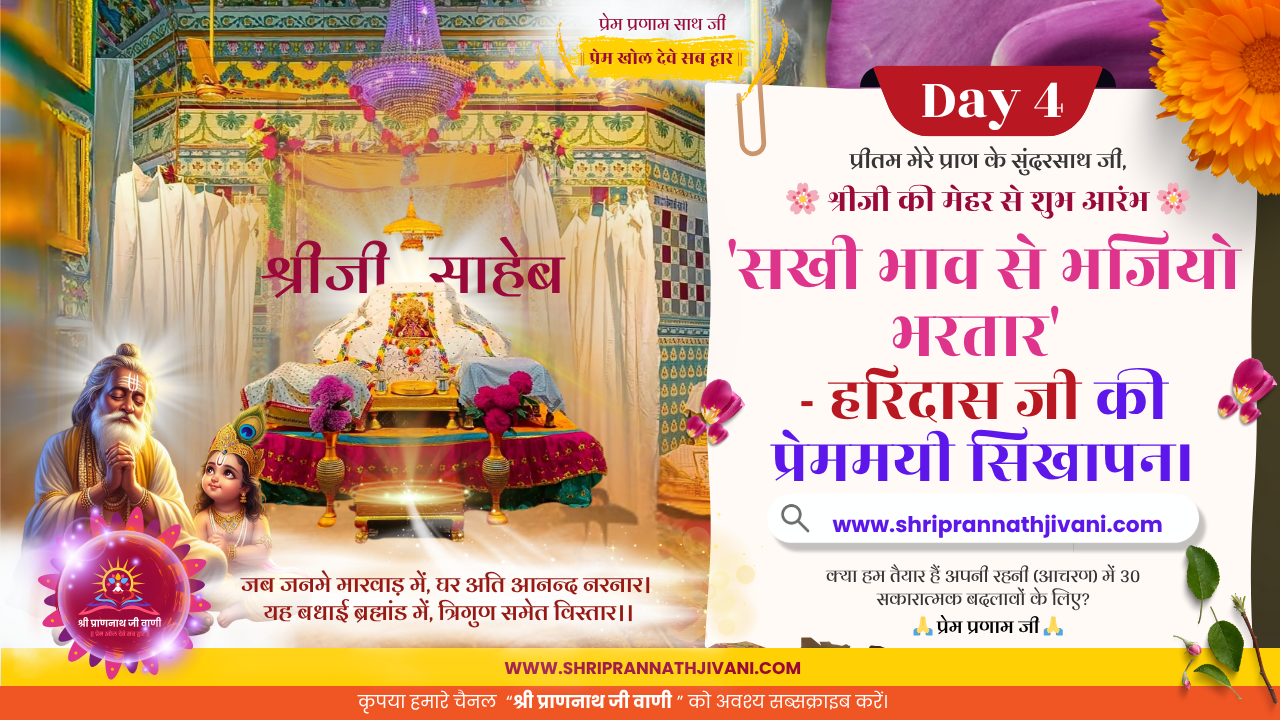 प्रेम प्रणाम साथ जी
॥ प्रेम खोल देवे सब द्वार ॥
Day 4
प्रीतम मेरे प्राण के सुंदरसाथ जी,
🌸 श्रीजी की मेहर से शुभ आरंभ 🌸
'सखी भाव से भजियो
भरतार'
- हरिदास जी की
प्रेममयी सिखापन।
www.shriprannathjivani.com
क्या हम तैयार हैं अपनी रहनी (आचरण) में 30
सकारात्मक बदलावों के लिए?
🙏 प्रेम प्रणाम जी 🙏
श्रीजी साहेब
जब जनमे मारवाड़ में, घर अति आनन्द नरनार।
यह बधाई ब्रह्मांड में, त्रिगुण समेत विस्तार।।
श्री प्राणनाथ जी वाणी
॥ प्रेम खोल देवे सब द्वार ॥
WWW.SHRIPRANNATHJIVANI.COM
कृपया हमारे चैनल “श्री प्राणनाथ जी वाणी ” को अवश्य सब्सक्राइब करें।